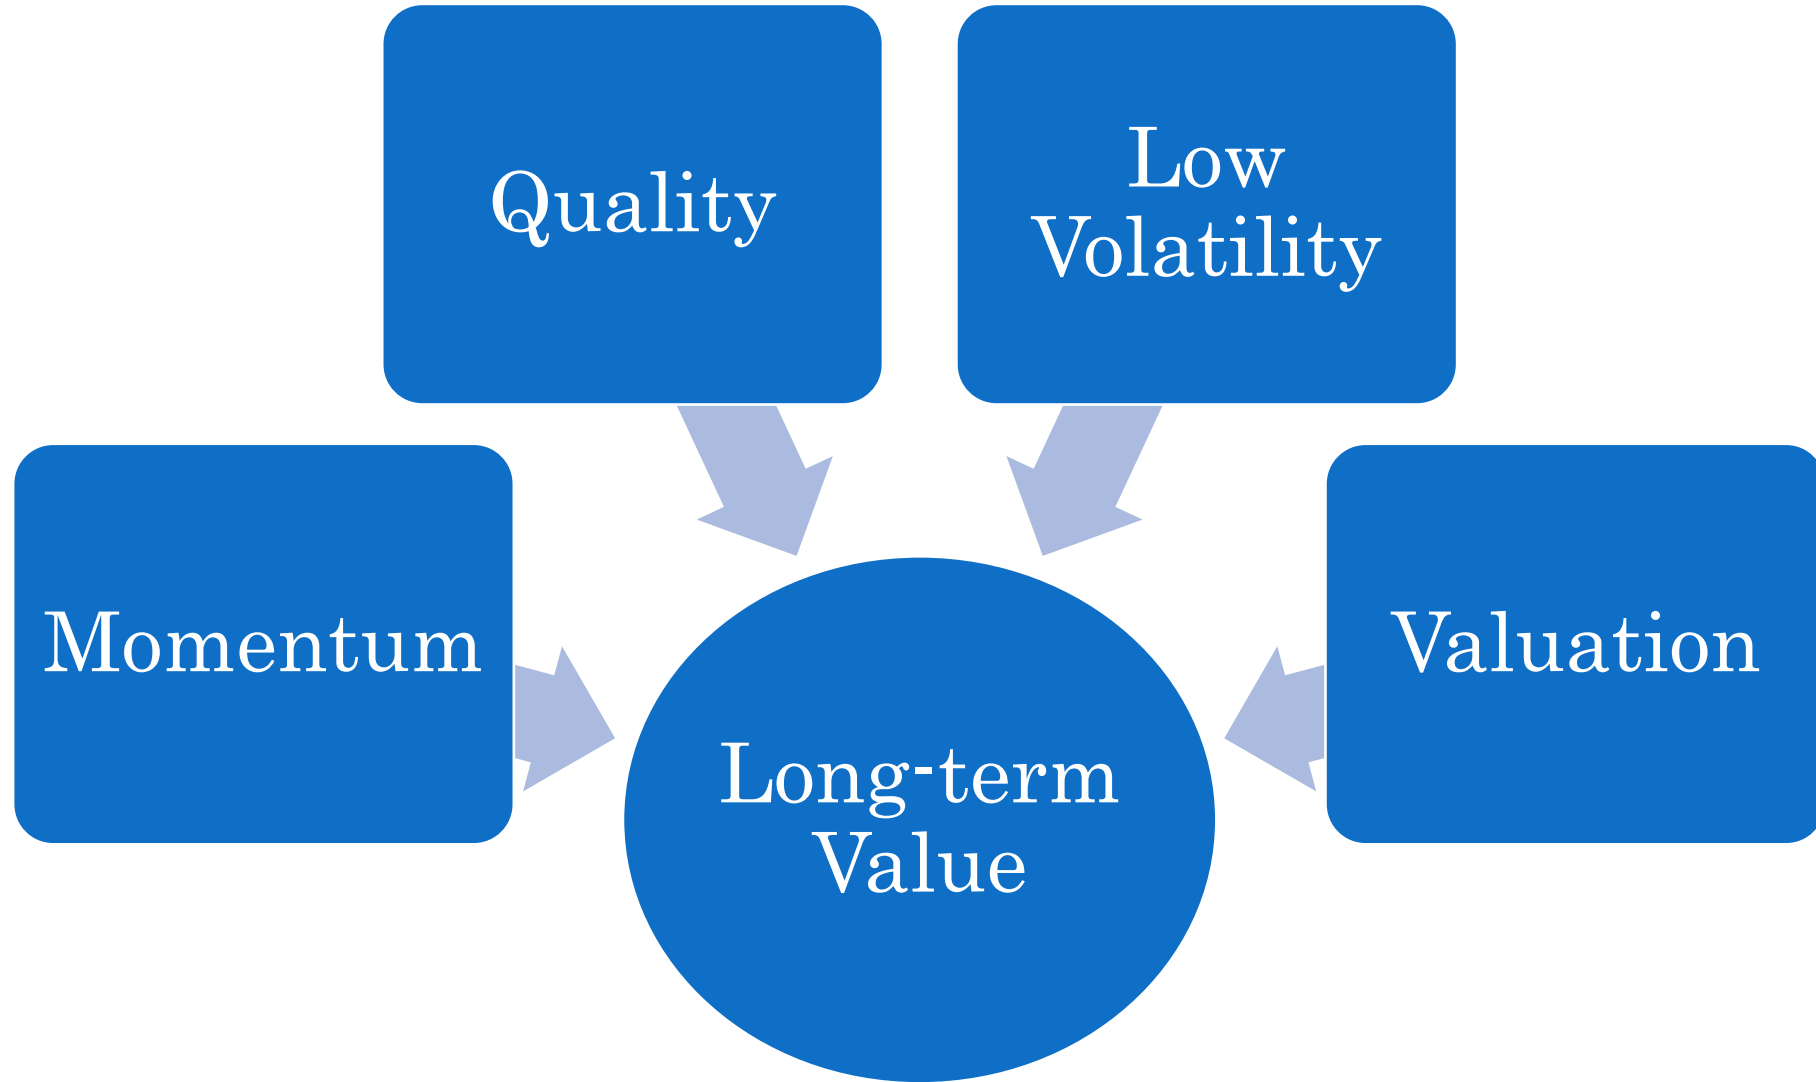 Quality
Low
Volatility
Momentum
Valuation
Long-term
Value